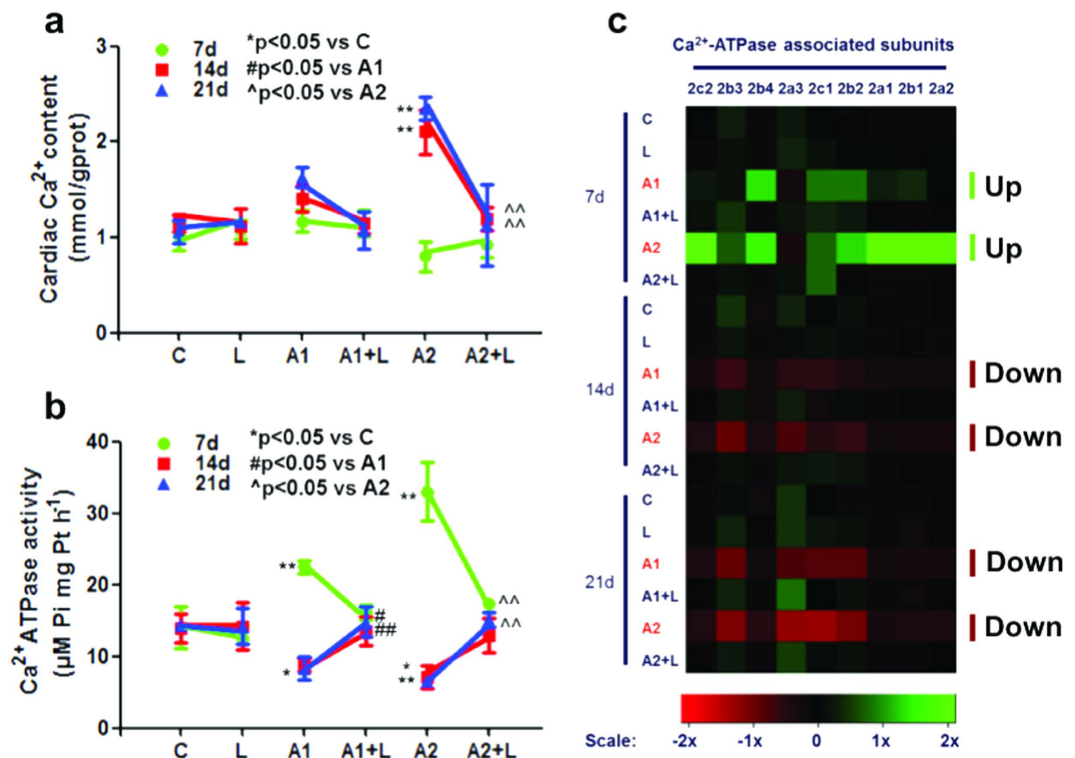 a
Cardiac Ca²⁺ content
(mmol/gprot)
3
2
1
0
7d
14d
21d
*p<0.05 vs C
#p<0.05 vs A1
^p<0.05 vs A2
**
**
^^
^^
C L A1 A1+L A2 A2+L
b
Ca²⁺ATPase activity
(µM Pi mg Pt h⁻¹)
40
30
20
10
0
7d
14d
21d
*p<0.05 vs C
#p<0.05 vs A1
^p<0.05 vs A2
**
*
#
##
**
*
**
^^
^^
C L A1 A1+L A2 A2+L
c
Ca²⁺-ATPase associated subunits
2c2 2b3 2b4 2a3 2c1 2b2 2a1 2b1 2a2
7d
C
L
A1 Up
A1+L
A2 Up
A2+L
14d
C
L
A1 Down
A1+L
A2 Down
A2+L
21d
C
L
A1 Down
A1+L
A2 Down
A2+L
Scale: -2x -1x 0 1x 2x